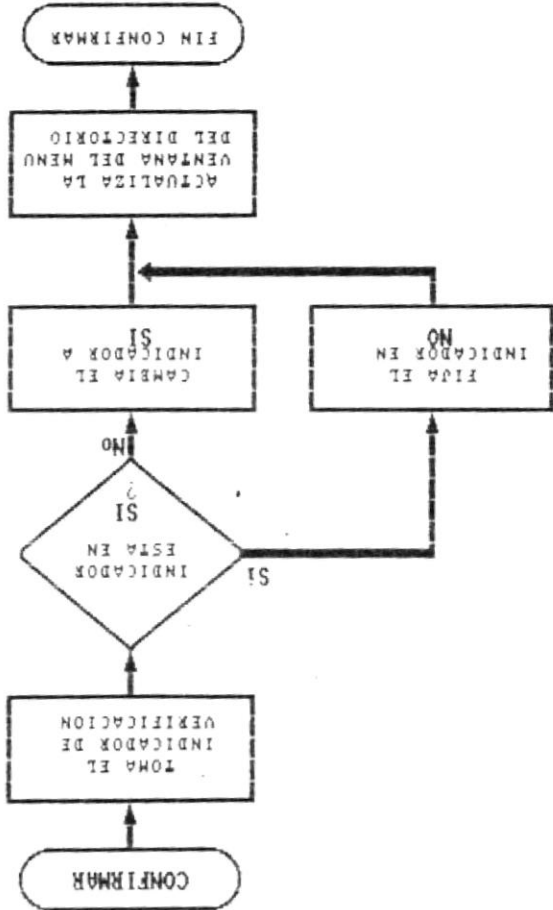 CONFIRMAR
TOMA EL
INDICADOR DE
VERIFICACION
INDICADOR
ESTA EN
SI
?
Si
No
FIJA EL
INDICADOR EN
NO
CAMBIA EL
INDICADOR A
SI
ACTUALIZA LA
VENTANA DEL MENU
DEL DIRECTORIO
FIN CONFIRMAR